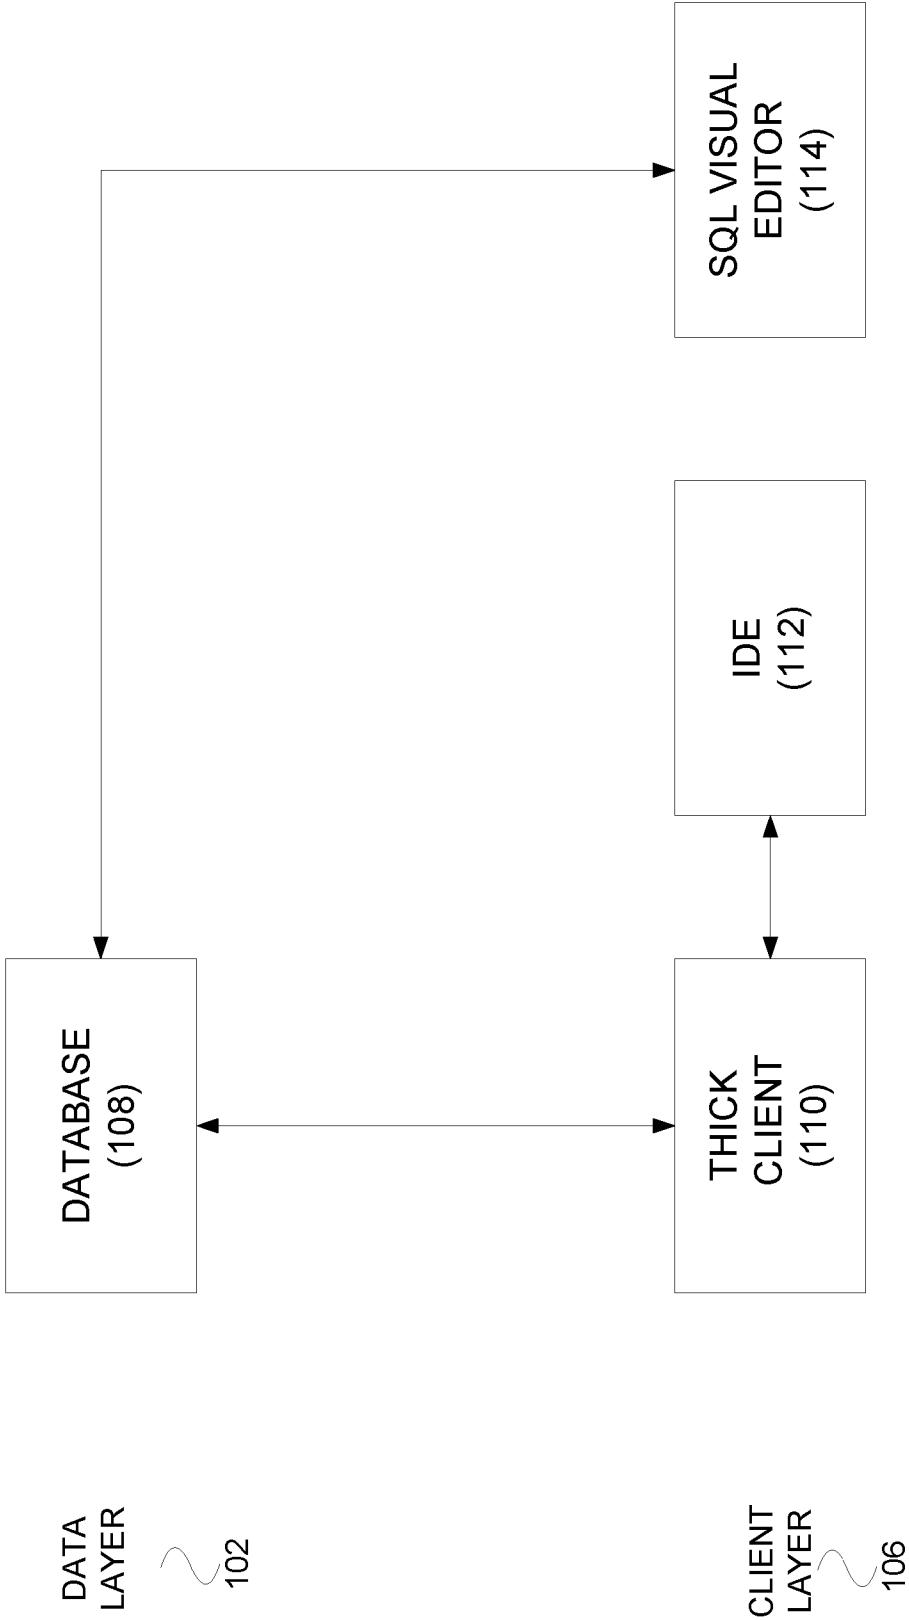 DATA
LAYER
102
DATABASE
(108)
CLIENT
LAYER
106
THICK
CLIENT
(110)
IDE
(112)
SQL VISUAL
EDITOR
(114)